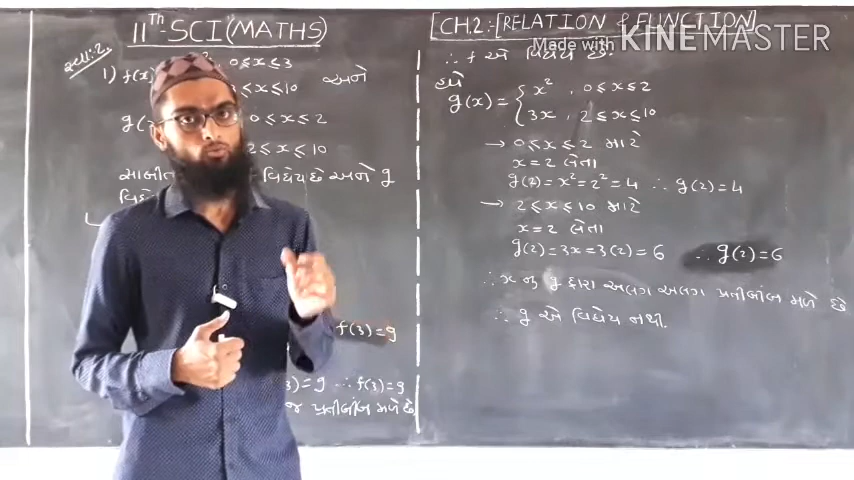 11th-SCI (MATHS)
[CH.2:-[RELATION & FUNCTION]
Made with KINEMASTER
1) f(x) 0≤x≤3
≤x≤10 અને
0≤x≤2
2≤x≤10
સાબીત વિધેય છે અને g
f(3)=9
3)=9 ∴ f(3)=9
જ પ્રતીબીંબ મળે છે
∴ f એ વિધેય છે.
હવે
g(x) = { x² , 0≤x≤2
3x , 2≤x≤10
→ 0≤x≤2 માટે
x=2 લેતા
g(2)=x²=2²=4 ∴ g(2)=4
→ 2≤x≤10 માટે
x=2 લેતા
g(2)=3x=3(2)=6 ∴ g(2)=6
∴ x નું g દ્વારા અલગ અલગ પ્રતીબીંબ મળે છે
∴ g એ વિધેય નથી.